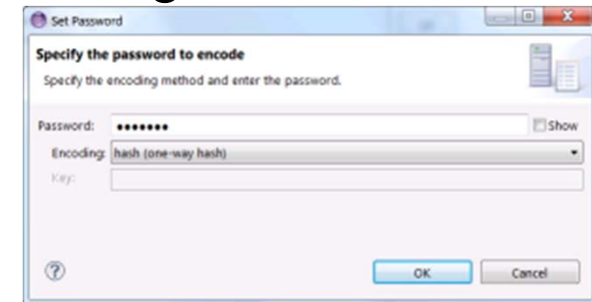 Set Password
Specify the password to encode
Specify the encoding method and enter the password.
Password: ••••••• Show
Encoding: hash (one-way hash)
Key:
OK Cancel